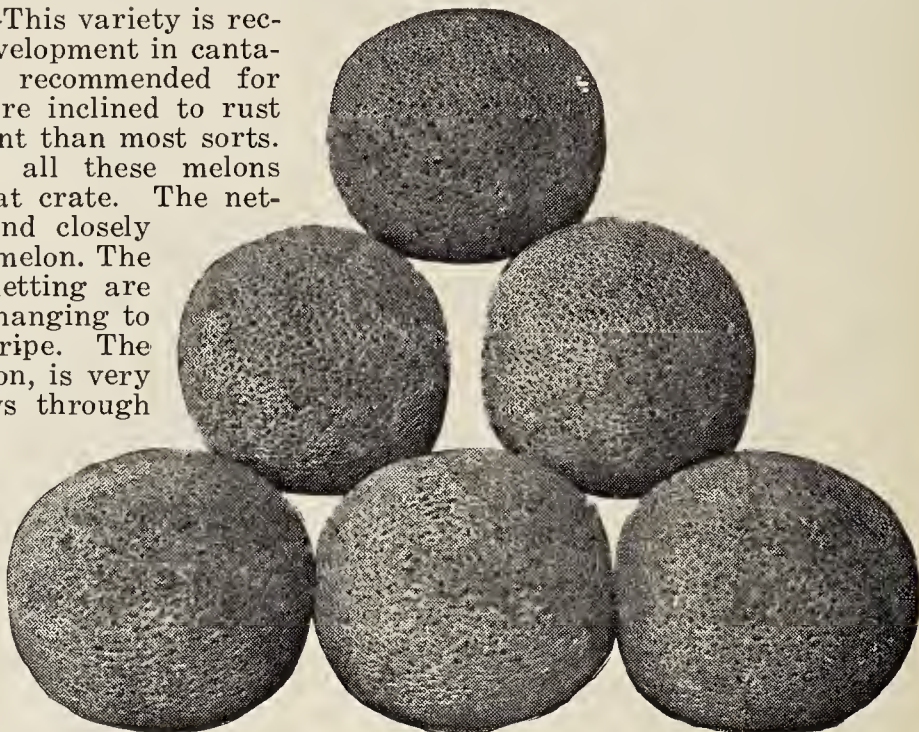 -This variety is rec-
velopment in canta-
recommended for
re inclined to rust
nt than most sorts.
all these melons
at crate. The net-
nd closely
melon. The
etting are
hanging to
ripe. The
on, is very
s through